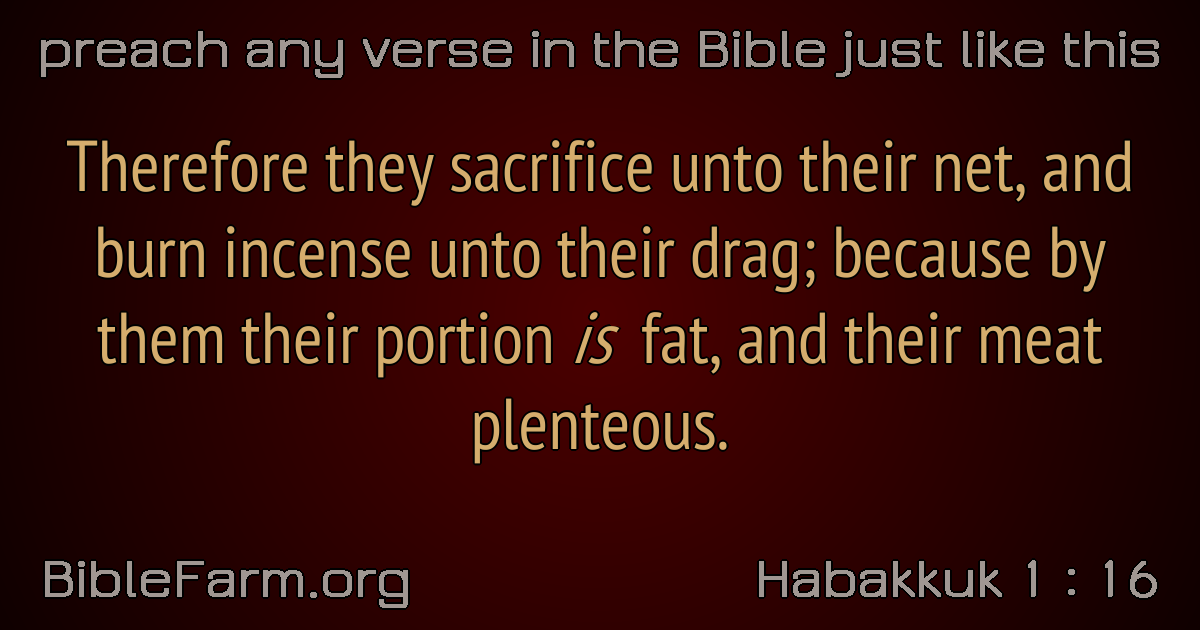 preach any verse in the Bible just like this
Therefore they sacrifice unto their net, and
burn incense unto their drag; because by
them their portion is fat, and their meat
plenteous.
BibleFarm.org
Habakkuk 1 : 16